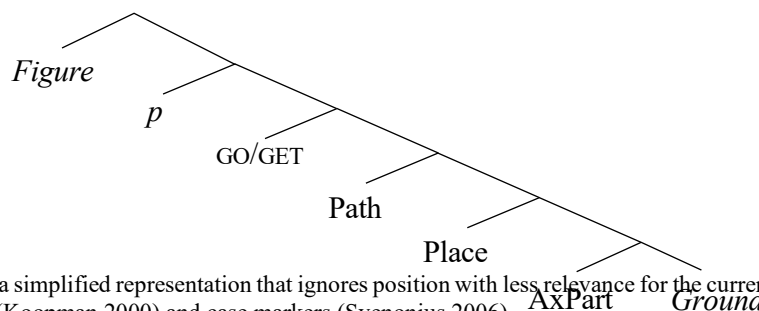 Figure
p
GO/GET
Path
Place
a simplified representation that ignores position with less relevance for the curren
AxPart Ground
(Koopman 2000) and case markers (Svenonius 2006)